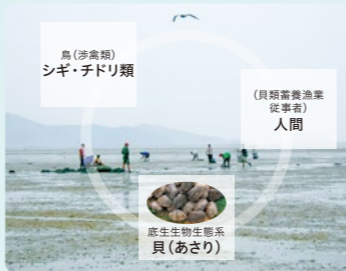 鳥(渉禽類)
シギ・チドリ類
(貝類蓄養漁業
従事者)
人間
底生生物生態系
貝(あさり)